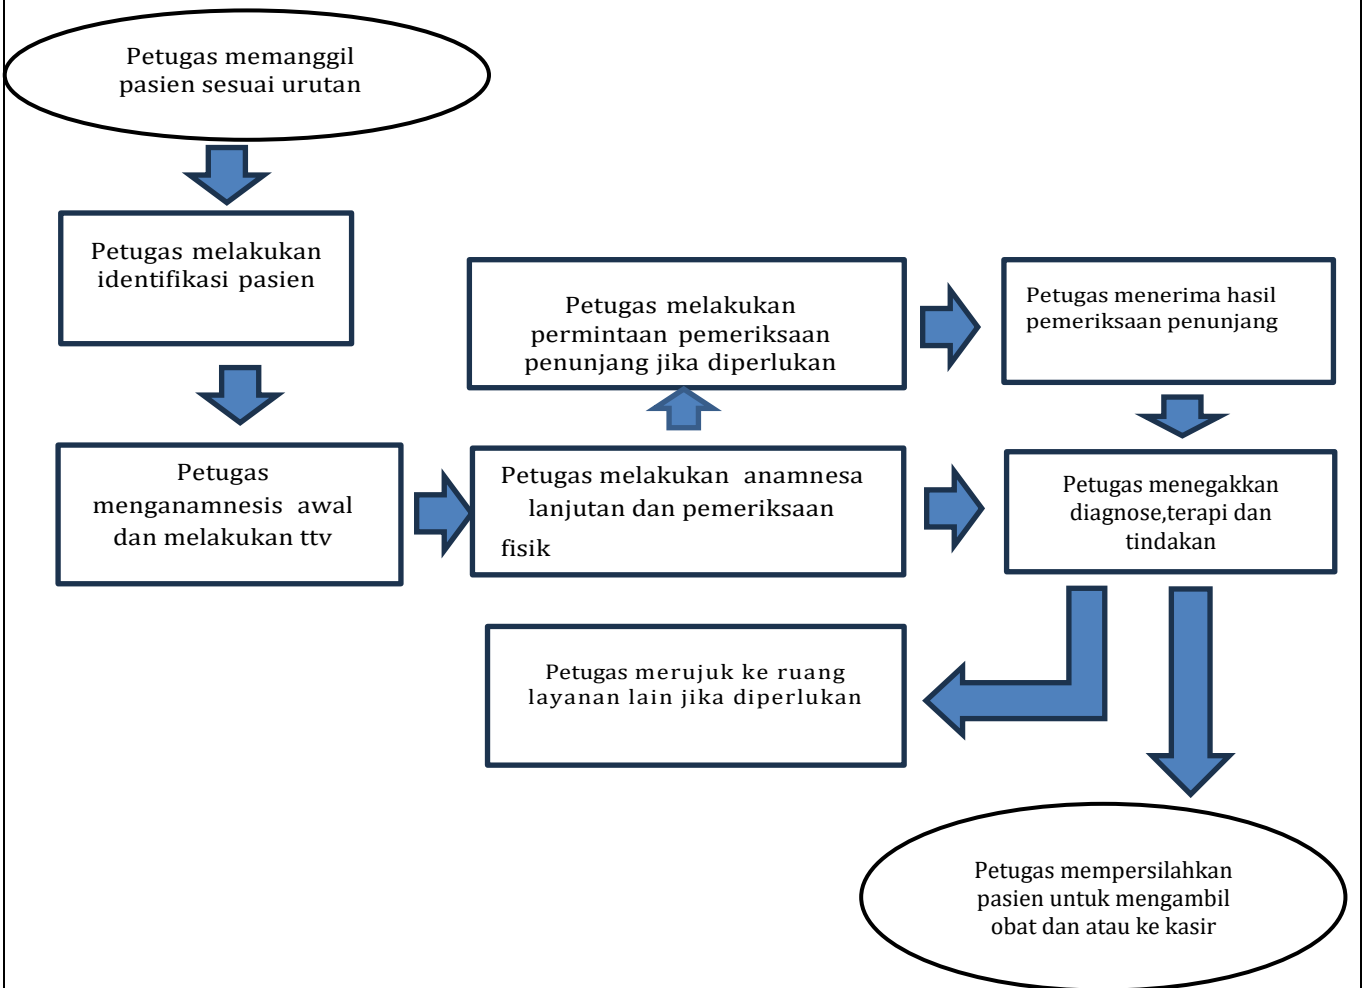 Petugas memanggil
pasien sesuai urutan
Petugas melakukan
identifikasi pasien
Petugas
menganamnesis awal
dan melakukan ttv
Petugas melakukan anamnesa
lanjutan dan pemeriksaan
fisik
Petugas melakukan
permintaan pemeriksaan
penunjang jika diperlukan
Petugas menerima hasil
pemeriksaan penunjang
Petugas menegakkan
diagnose,terapi dan
tindakan
Petugas merujuk ke ruang
layanan lain jika diperlukan
Petugas mempersilahkan
pasien untuk mengambil
obat dan atau ke kasir